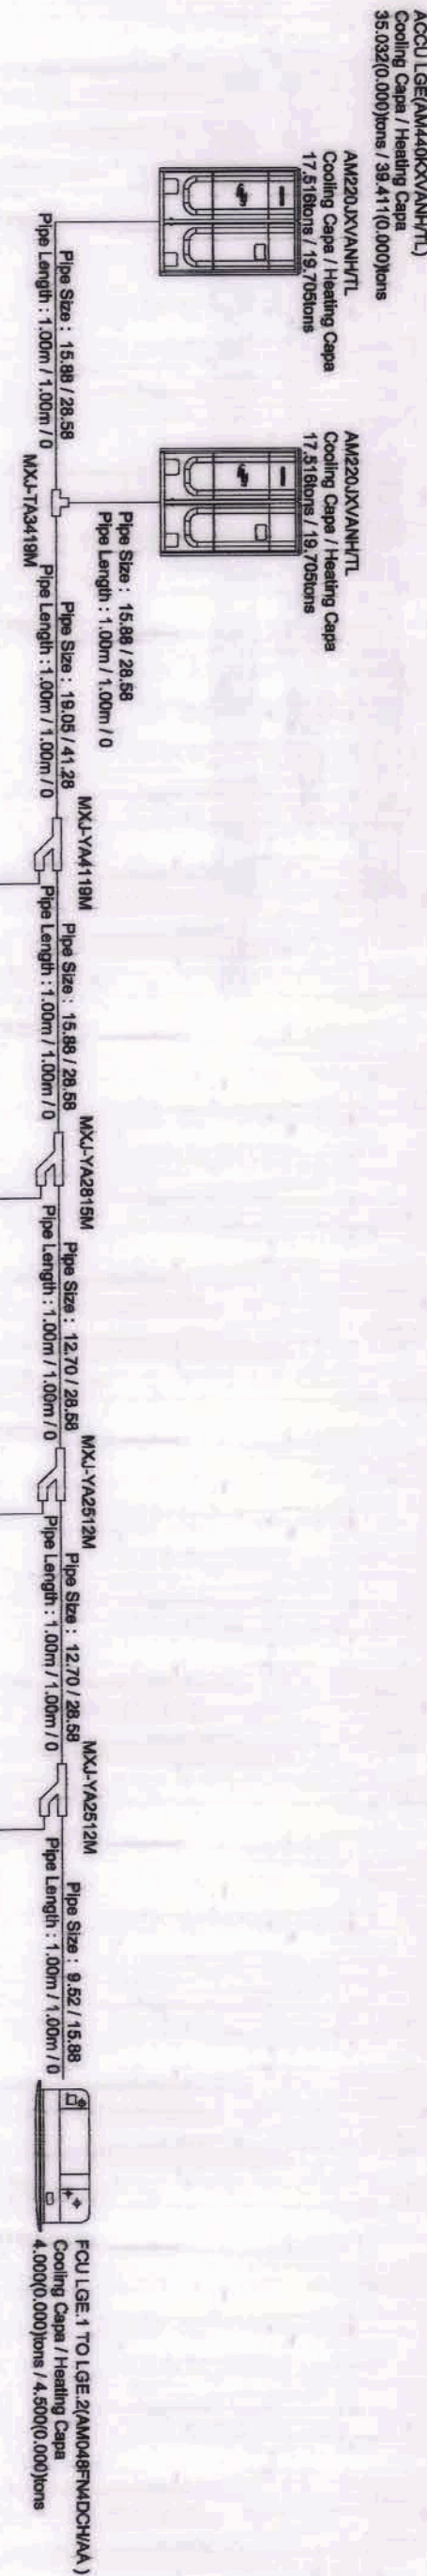 ACCU LGE(AM440KXVANH/TL)
Cooling Capa / Heating Capa
35.032(0.000)tons / 39.411(0.000)tons
AM220JXVANH/TL
Cooling Capa / Heating Capa
17.516tons / 19.705tons
AM220JXVANH/TL
Cooling Capa / Heating Capa
17.516tons / 19.705tons
Pipe Size : 15.88 / 28.58
Pipe Length : 1.00m / 1.00m / 0
Pipe Size : 15.88 / 28.58
Pipe Length : 1.00m / 1.00m / 0
MXJ-TA3419M
Pipe Size : 19.05 / 41.28
Pipe Length : 1.00m / 1.00m / 0
MXJ-YA4119M
Pipe Size : 15.88 / 28.58
Pipe Length : 1.00m / 1.00m / 0
MXJ-YA2815M
Pipe Size : 12.70 / 28.58
Pipe Length : 1.00m / 1.00m / 0
MXJ-YA2512M
Pipe Size : 12.70 / 28.58
Pipe Length : 1.00m / 1.00m / 0
MXJ-YA2512M
Pipe Size : 9.52 / 15.88
Pipe Length : 1.00m / 1.00m / 0
FCU LGE.1 TO LGE.2(AM048FN4DCH/AA )
Cooling Capa / Heating Capa
4.000(0.000)tons / 4.500(0.000)tons